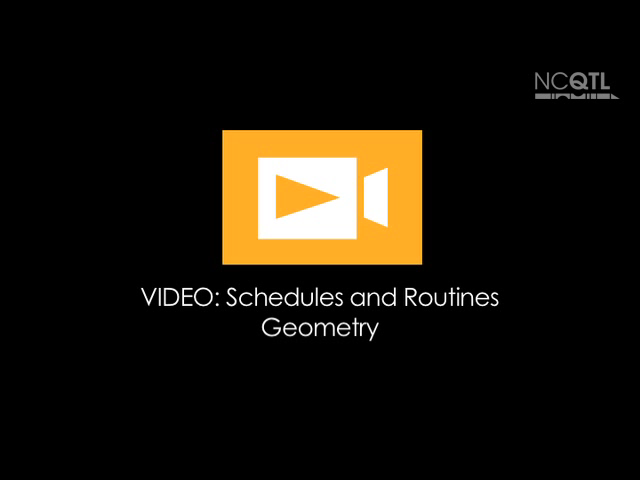 NCQTL
VIDEO: Schedules and Routines
Geometry